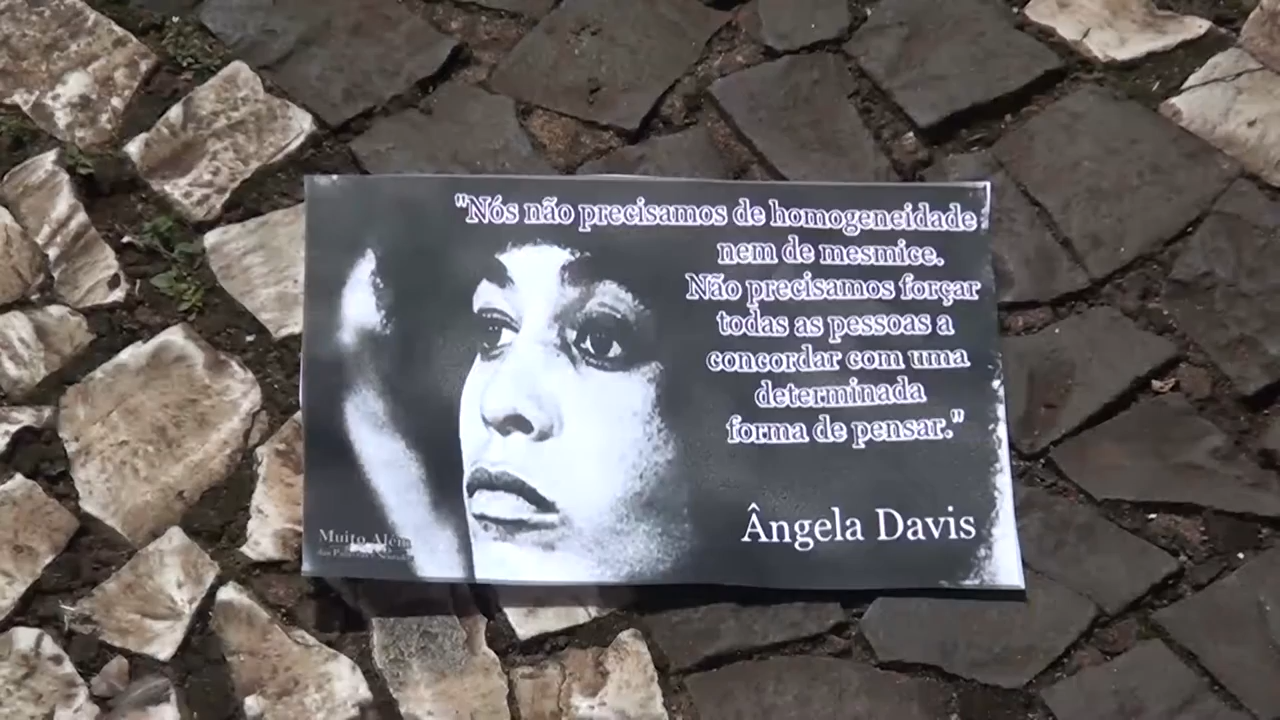 "Nós não precisamos de homogeneidade
nem de mesmice.
Não precisamos forçar
todas as pessoas a
concordar com uma
determinada
forma de pensar."
Ângela Davis
Muito Além